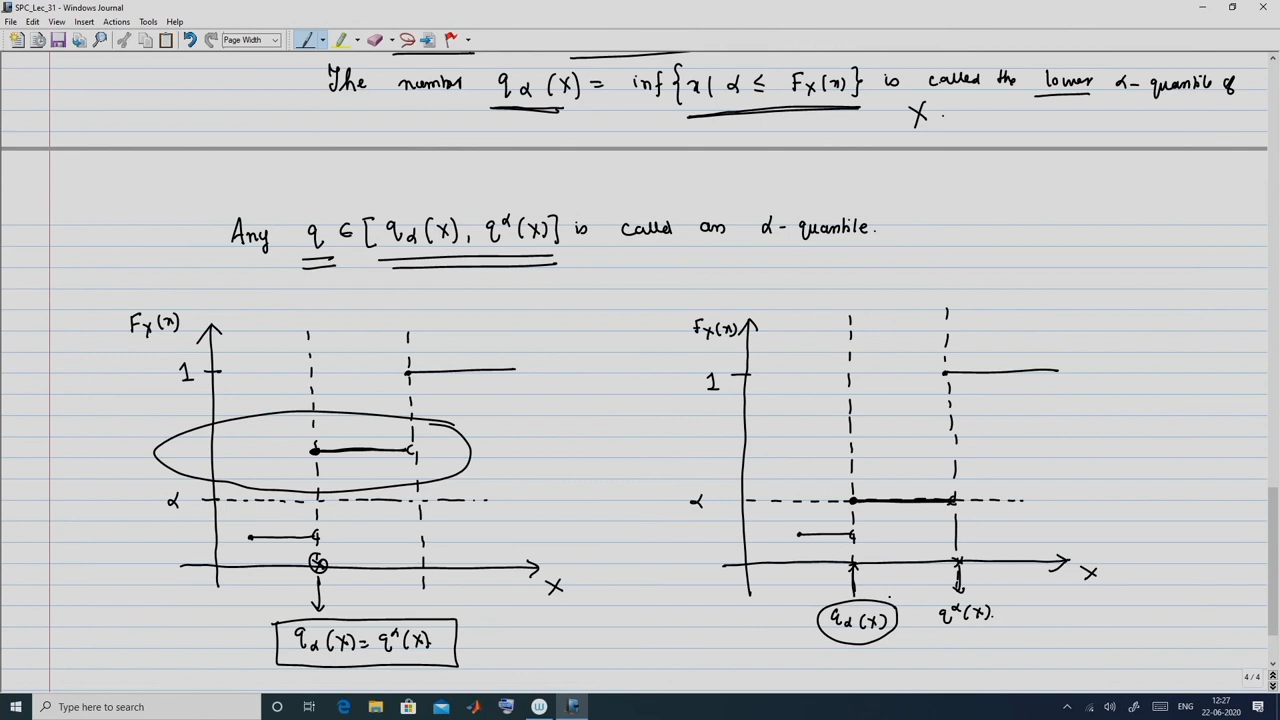 SPC_Lec_31 - Windows Journal
File Edit View Insert Actions Tools Help
Page Width
The number qα(X) = inf{x| α ≤ FX(x)} is called the lower α-quantile of
X.
Any q ∈ [qα(X), q^α(X)] is called an α-quantile.
FX(x)
FX(x)
1
1
α
α
X
X
qα(X) = q^α(X)
qα(X)
q^α(X).
4 / 4
Type here to search
12:27
22-06-2020